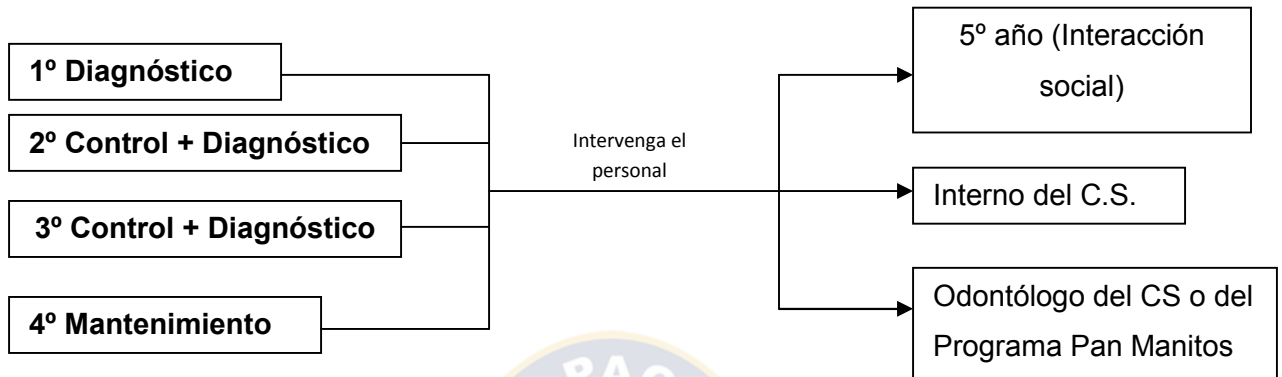 1º Diagnóstico
2º Control + Diagnóstico
3º Control + Diagnóstico
4º Mantenimiento
Intervenga el
personal
5º año (Interacción
social)
Interno del C.S.
Odontólogo del CS o del
Programa Pan Manitos
PAC